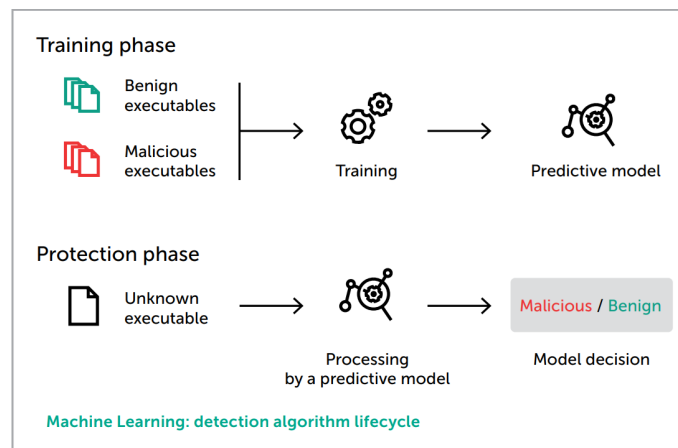 Training phase
Benign
executables
Malicious
executables
Training
Predictive model
Protection phase
Unknown
executable
Processing
by a predictive model
Malicious / Benign
Model decision
Machine Learning: detection algorithm lifecycle